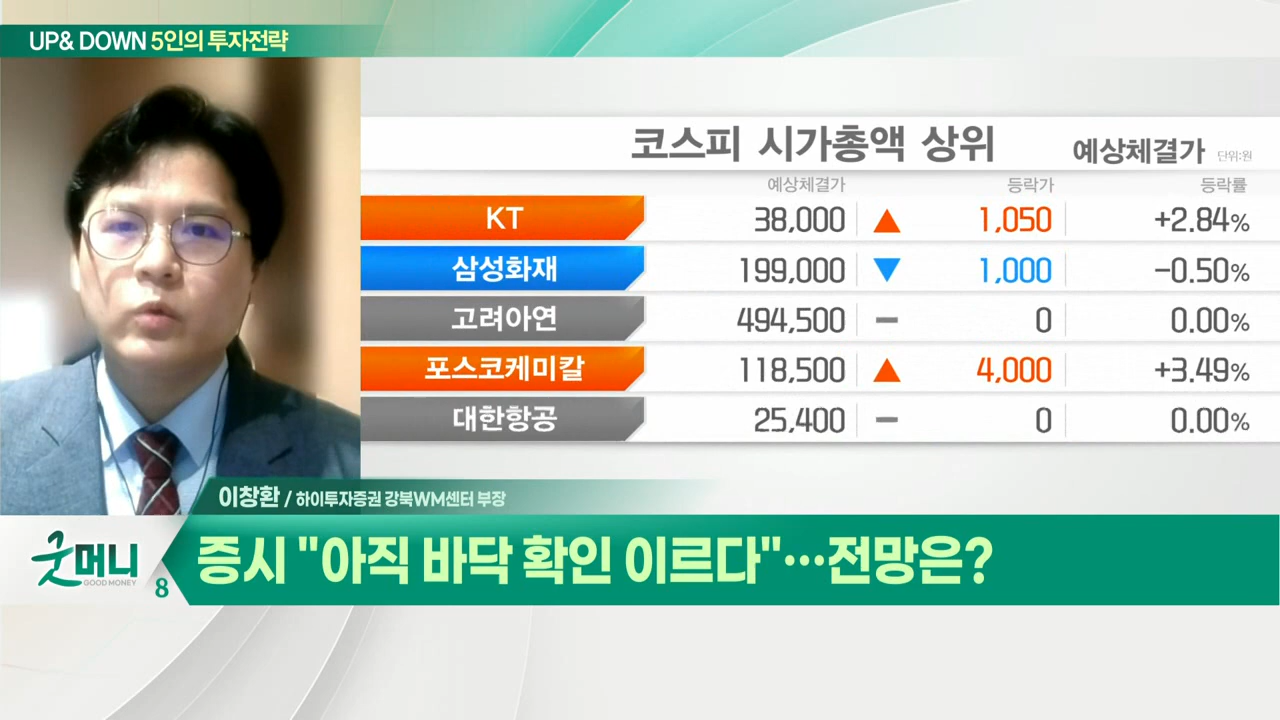 UP& DOWN 5인의 투자전략
코스피 시가총액 상위 예상체결가 단위:원
예상체결가 등락가 등락률
KT 38,000 ▲ 1,050 +2.84%
삼성화재 199,000 ▼ 1,000 -0.50%
고려아연 494,500 - 0 0.00%
포스코케미칼 118,500 ▲ 4,000 +3.49%
대한항공 25,400 - 0 0.00%
이창환 / 하이투자증권 강북WM센터 부장
굿머니
GOOD MONEY
8
증시 "아직 바닥 확인 이르다"…전망은?